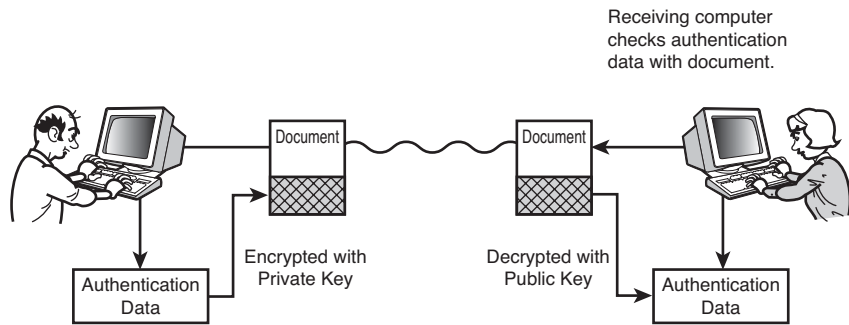 Receiving computer
checks authentication
data with document.
Document
Document
Encrypted with
Private Key
Decrypted with
Public Key
Authentication
Data
Authentication
Data